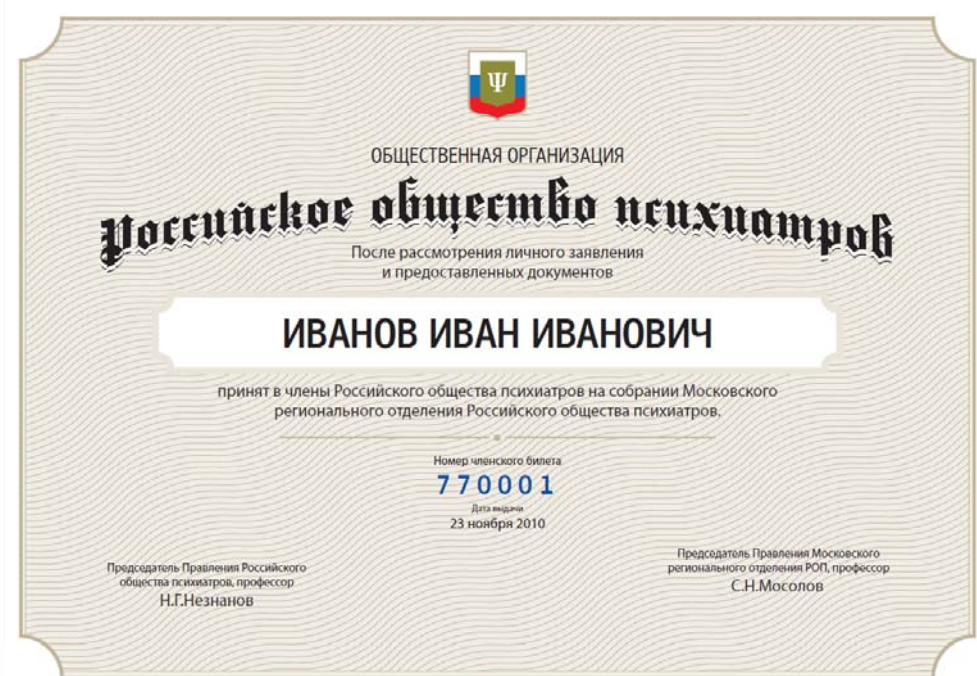 Ψ
ОБЩЕСТВЕННАЯ ОРГАНИЗАЦИЯ
Российское общество психиатров
После рассмотрения личного заявления
и предоставленных документов
ИВАНОВ ИВАН ИВАНОВИЧ
принят в члены Российского общества психиатров на собрании Московского
регионального отделения Российского общества психиатров.
Номер членского билета
770001
Дата выдачи
23 ноября 2010
Председатель Правления Российского
общества психиатров, профессор
Н.Г.Незнанов
Председатель Правления Московского
регионального отделения РОП, профессор
С.Н.Мосолов